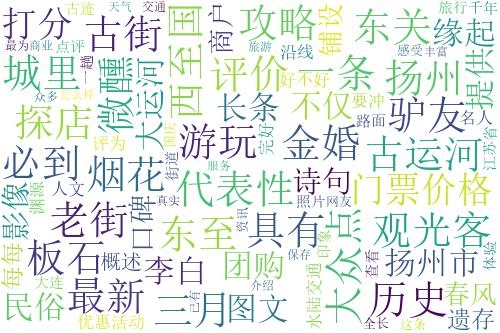 打分
古迹
天气
交通
国
西至
商户
攻略
铺设
东关
旅行
千年
缘起
最为
商业
点评
古街
一趟
微醺
大运河
旅游
沿线
感受
丰富
城里
评价
好不好
条
扬州
提供
众多
怎么样
探店
国庆
长条
不仅
要冲
驴友
名人
评为
游玩
完好
路面
江苏省
必到
烟花
街道
金婚
古运河
影像
渊源
人文
服务
代表性
诗句
门票价格
老街
口碑
真实
照片
网友
东至
具有
大众点
观光客
每每
板石
概述
李白
资讯
团购
保存
印象
水陆交通
查看
扬州市
体验
大连
最新
已有
介绍
历史
春风
民俗
优惠活动
三月
图文
全长
这条
遗存